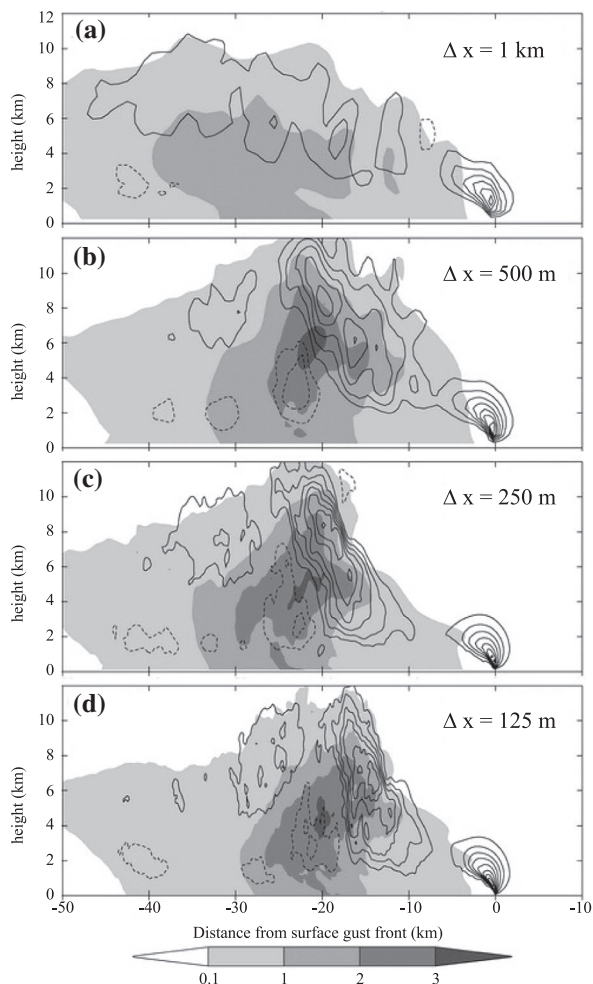 12
(a)
Δ x = 1 km
10
8
6
4
2
0
height (km)
(b)
Δ x = 500 m
10
8
6
4
2
0
height (km)
(c)
Δ x = 250 m
10
8
6
4
2
0
height (km)
(d)
Δ x = 125 m
10
8
6
4
2
0
height (km)
-50 -40 -30 -20 -10 0 -10
Distance from surface gust front (km)
0.1 1 2 3